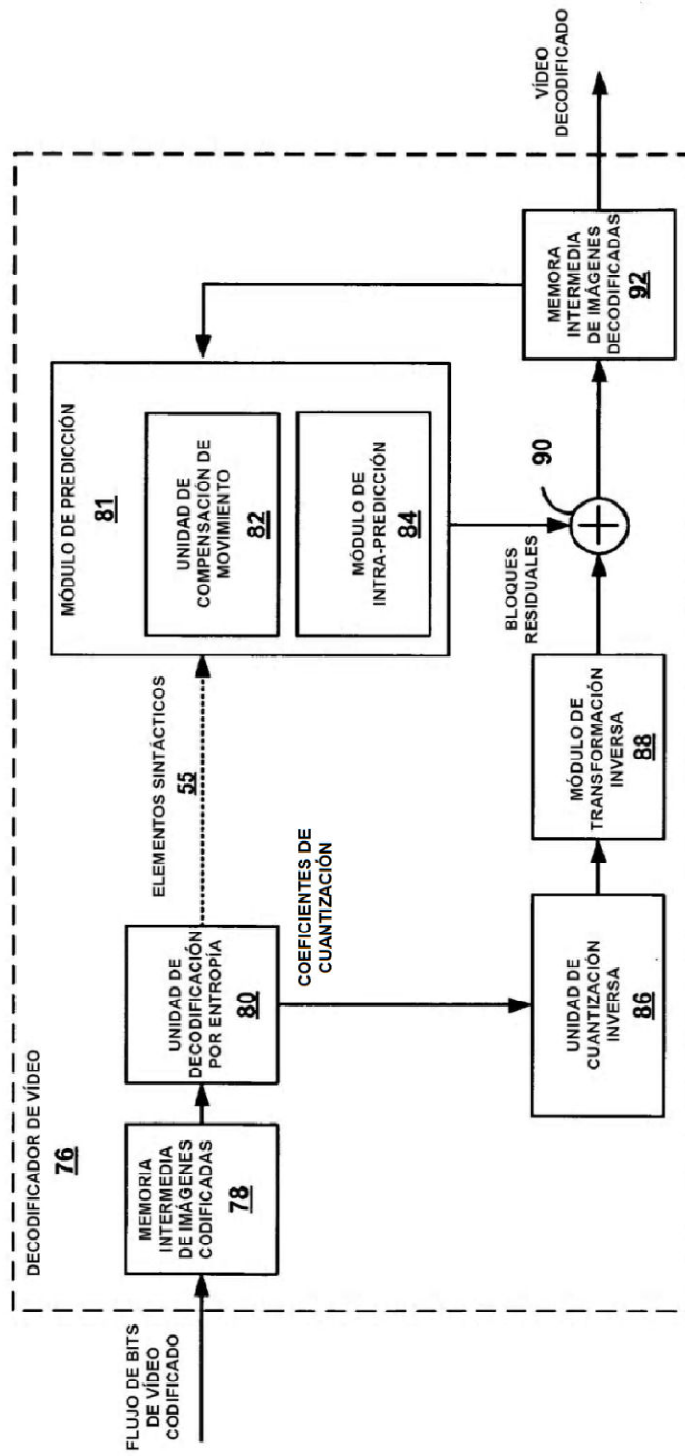 DECODIFICADOR DE VÍDEO
76
FLUJO DE BITS
DE VÍDEO
CODIFICADO
MEMORIA
INTERMEDIA
DE IMÁGENES
CODIFICADAS
78
UNIDAD DE
DECODIFICACIÓN
POR ENTROPÍA
80
ELEMENTOS SINTÁCTICOS
55
MÓDULO DE PREDICCIÓN
81
UNIDAD DE
COMPENSACIÓN DE
MOVIMIENTO
82
MÓDULO DE
INTRA-PREDICCIÓN
84
COEFICIENTES DE
CUANTIZACIÓN
UNIDAD DE
CUANTIZACIÓN
INVERSA
86
MÓDULO DE
TRANSFORMACIÓN
INVERSA
88
BLOQUES
RESIDUALES
90
MEMORA
INTERMEDIA
DE IMÁGENES
DECODIFICADAS
92
VÍDEO
DECODIFICADO